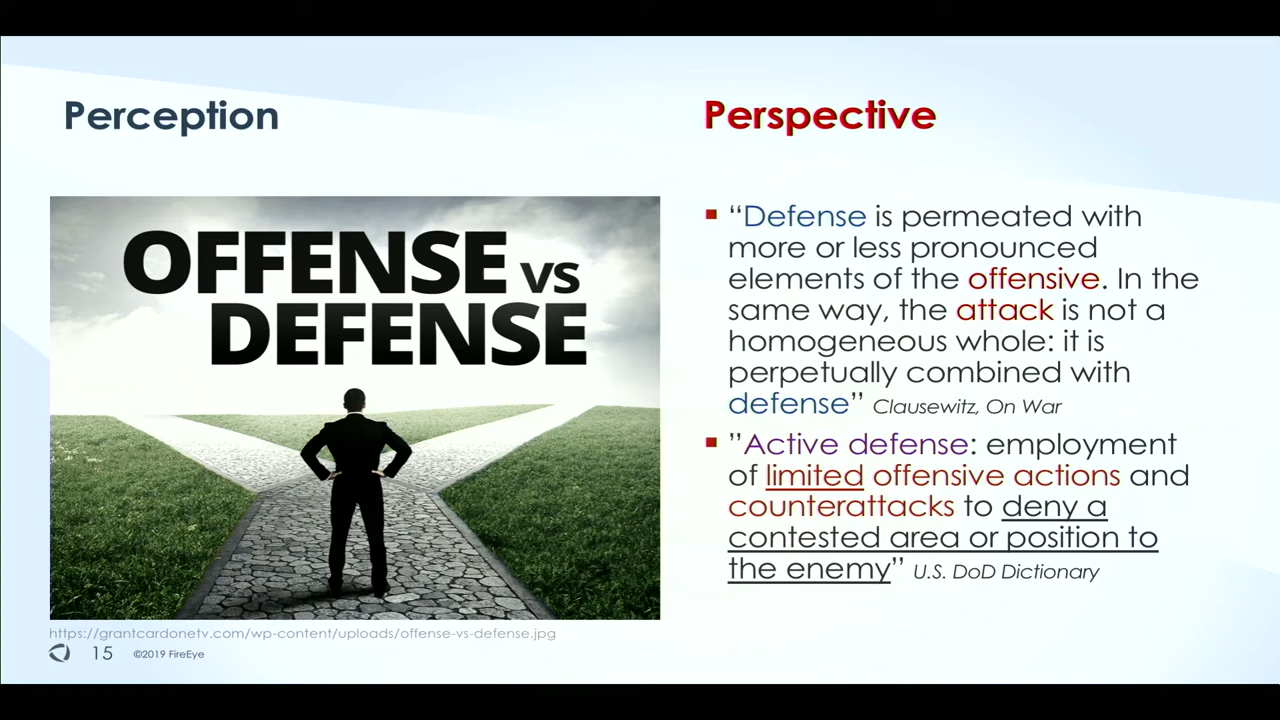 Perception
OFFENSE VS
DEFENSE
https://grantcardonetv.com/wp-content/uploads/offense-vs-defense.jpg
Perspective
▪ “Defense is permeated with
more or less pronounced
elements of the offensive. In the
same way, the attack is not a
homogeneous whole: it is
perpetually combined with
defense” Clausewitz, On War
▪ ”Active defense: employment
of limited offensive actions and
counterattacks to deny a
contested area or position to
the enemy” U.S. DoD Dictionary
15 ©2019 FireEye